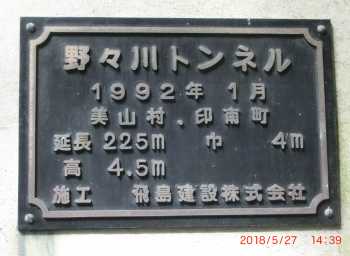 野々川トンネル
1992年 1月
美山村.印南町
延長 225m 巾 4m
高 4.5m
施工 飛島建設株式会社
2018/5/27 14:39